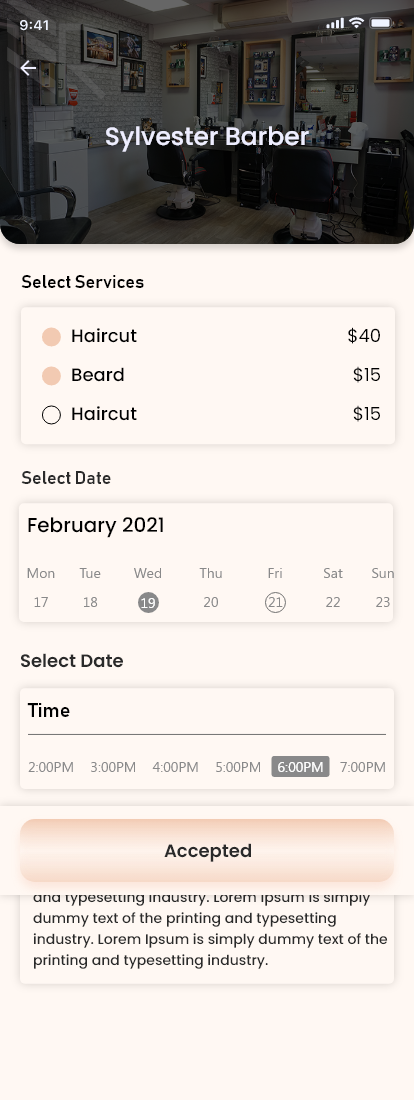 9:41
Sylvester Barber
Select Services
Haircut $40
Beard $15
Haircut $15
Select Date
February 2021
Mon Tue Wed Thu Fri Sat Sun
17 18 19 20 21 22 23
Select Date
Time
2:00PM 3:00PM 4:00PM 5:00PM 6:00PM 7:00PM
Accepted
and typesetting industry. Lorem Ipsum is simply
dummy text of the printing and typesetting
industry. Lorem Ipsum is simply dummy text of the
printing and typesetting industry.